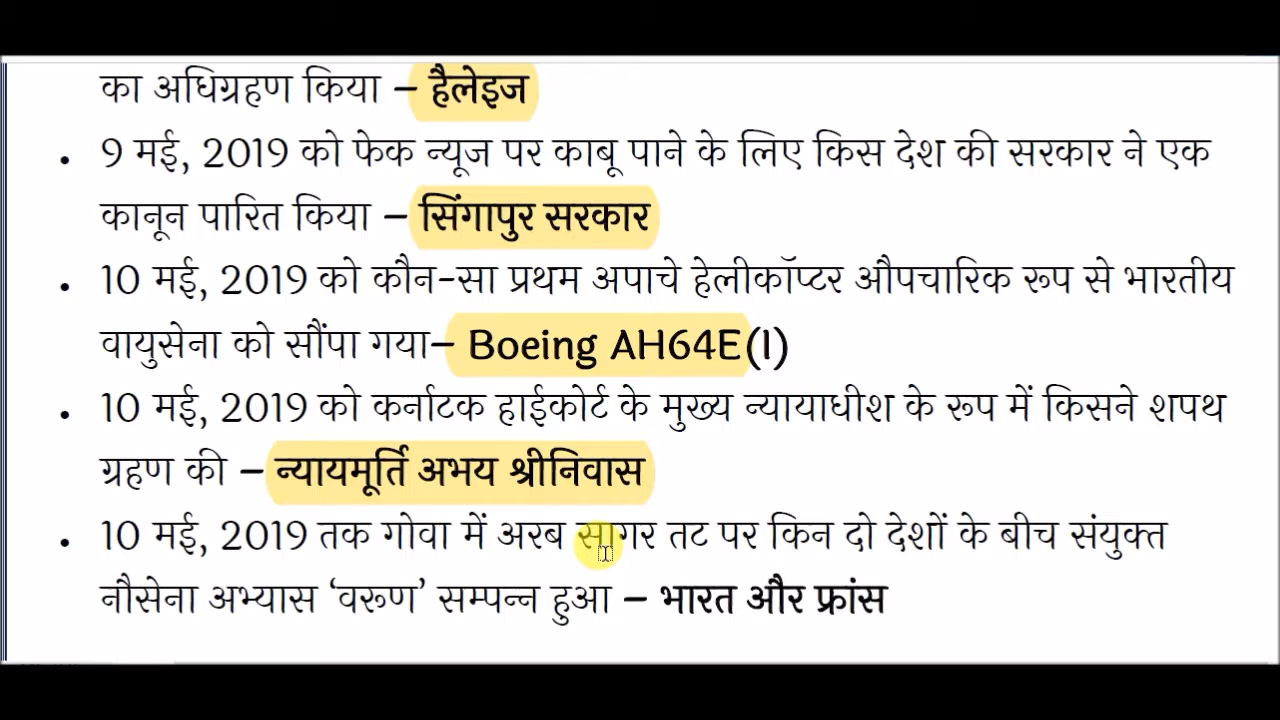 का अधिग्रहण किया – हैलेइज
• 9 मई, 2019 को फेक न्यूज पर काबू पाने के लिए किस देश की सरकार ने एक
कानून पारित किया – सिंगापुर सरकार
• 10 मई, 2019 को कौन-सा प्रथम अपाचे हेलीकॉप्टर औपचारिक रूप से भारतीय
वायुसेना को सौंपा गया– Boeing AH64E(I)
• 10 मई, 2019 को कर्नाटक हाईकोर्ट के मुख्य न्यायाधीश के रूप में किसने शपथ
ग्रहण की – न्यायमूर्ति अभय श्रीनिवास
• 10 मई, 2019 तक गोवा में अरब सागर तट पर किन दो देशों के बीच संयुक्त
नौसेना अभ्यास ‘वरूण’ सम्पन्न हुआ – भारत और फ्रांस